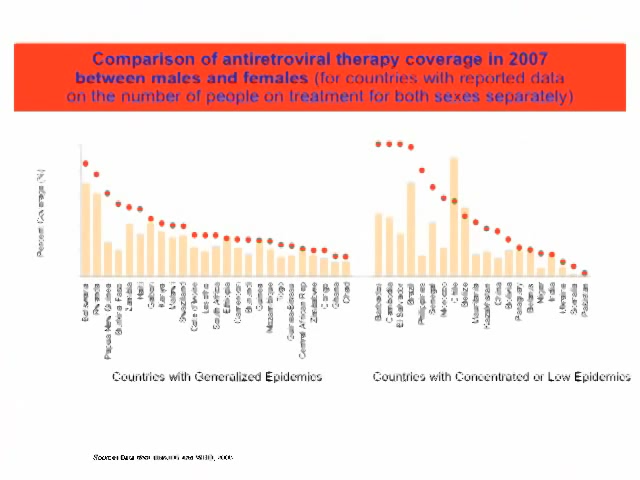 Comparison of antiretroviral therapy coverage in 2007
between males and females (for countries with reported data
on the number of people on treatment for both sexes separately)
Percent Coverage (%)
Botswana
Rwanda
Papua New Guinea
Burkina Faso
Zambia
Haiti
Gabon
Kenya
Malawi
Swaziland
Cote d'Ivoire
Lesotho
South Africa
Ethiopia
Cameroon
Burundi
Guinea
Mozambique
Togo
Guinea-Bissau
Central African Rep
Zimbabwe
Congo
Ghana
Chad
Barbados
Cambodia
El Salvador
Brazil
Philippines
Senegal
Morocco
Chile
Belize
Mauritania
Kazakhstan
China
Bolivia
Paraguay
Belarus
Niger
India
Ukraine
Somalia
Pakistan
Countries with Generalized Epidemics
Countries with Concentrated or Low Epidemics
Source: Data from and